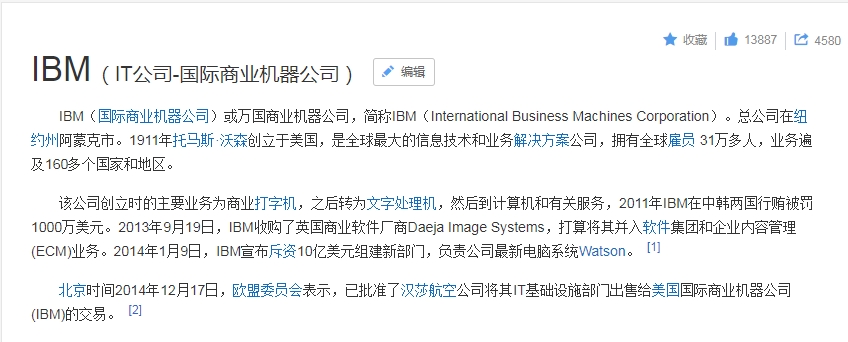 收藏 13887 4580
IBM（IT公司-国际商业机器公司） 编辑
IBM（国际商业机器公司）或万国商业机器公司，简称IBM（International Business Machines Corporation）。总公司在纽
约州阿蒙克市。1911年托马斯·沃森创立于美国，是全球最大的信息技术和业务解决方案公司，拥有全球雇员 31万多人，业务遍
及160多个国家和地区。
该公司创立时的主要业务为商业打字机，之后转为文字处理机，然后到计算机和有关服务，2011年IBM在中韩两国行贿被罚
1000万美元。2013年9月19日，IBM收购了英国商业软件厂商Daeja Image Systems，打算将其并入软件集团和企业内容管理
(ECM)业务。2014年1月9日，IBM宣布斥资10亿美元组建新部门，负责公司最新电脑系统Watson。 [1]
北京时间2014年12月17日，欧盟委员会表示，已批准了汉莎航空公司将其IT基础设施部门出售给美国国际商业机器公司
(IBM)的交易。 [2]